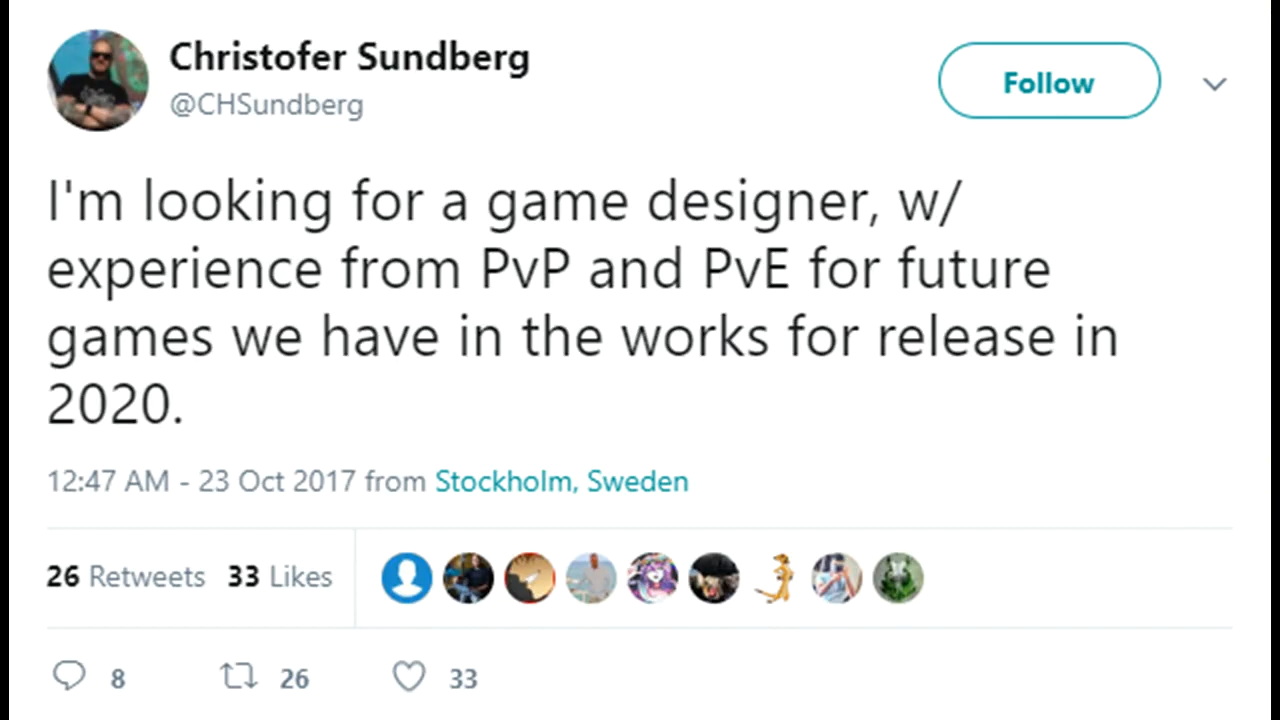 Christofer Sundberg
@CHSundberg
Follow
I'm looking for a game designer, w/
experience from PvP and PvE for future
games we have in the works for release in
2020.
12:47 AM - 23 Oct 2017 from Stockholm, Sweden
26 Retweets 33 Likes
8 26 33